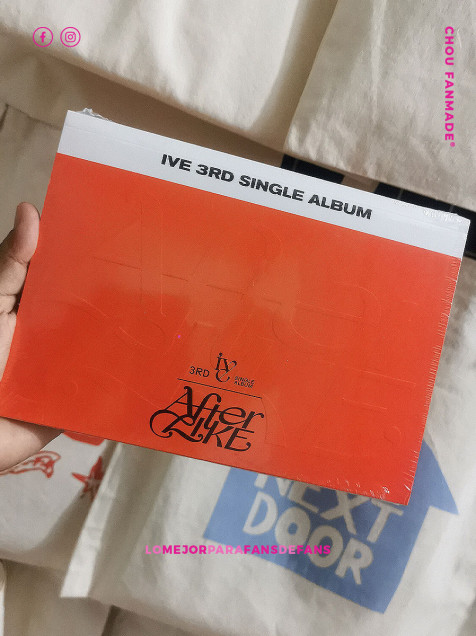 CHOU FANMADE®
IVE 3RD SINGLE ALBUM
3RD IVE SINGLE ALBUM
After LIKE
NEXT
DOOR
LOMEJORPARAFANSDEFANS